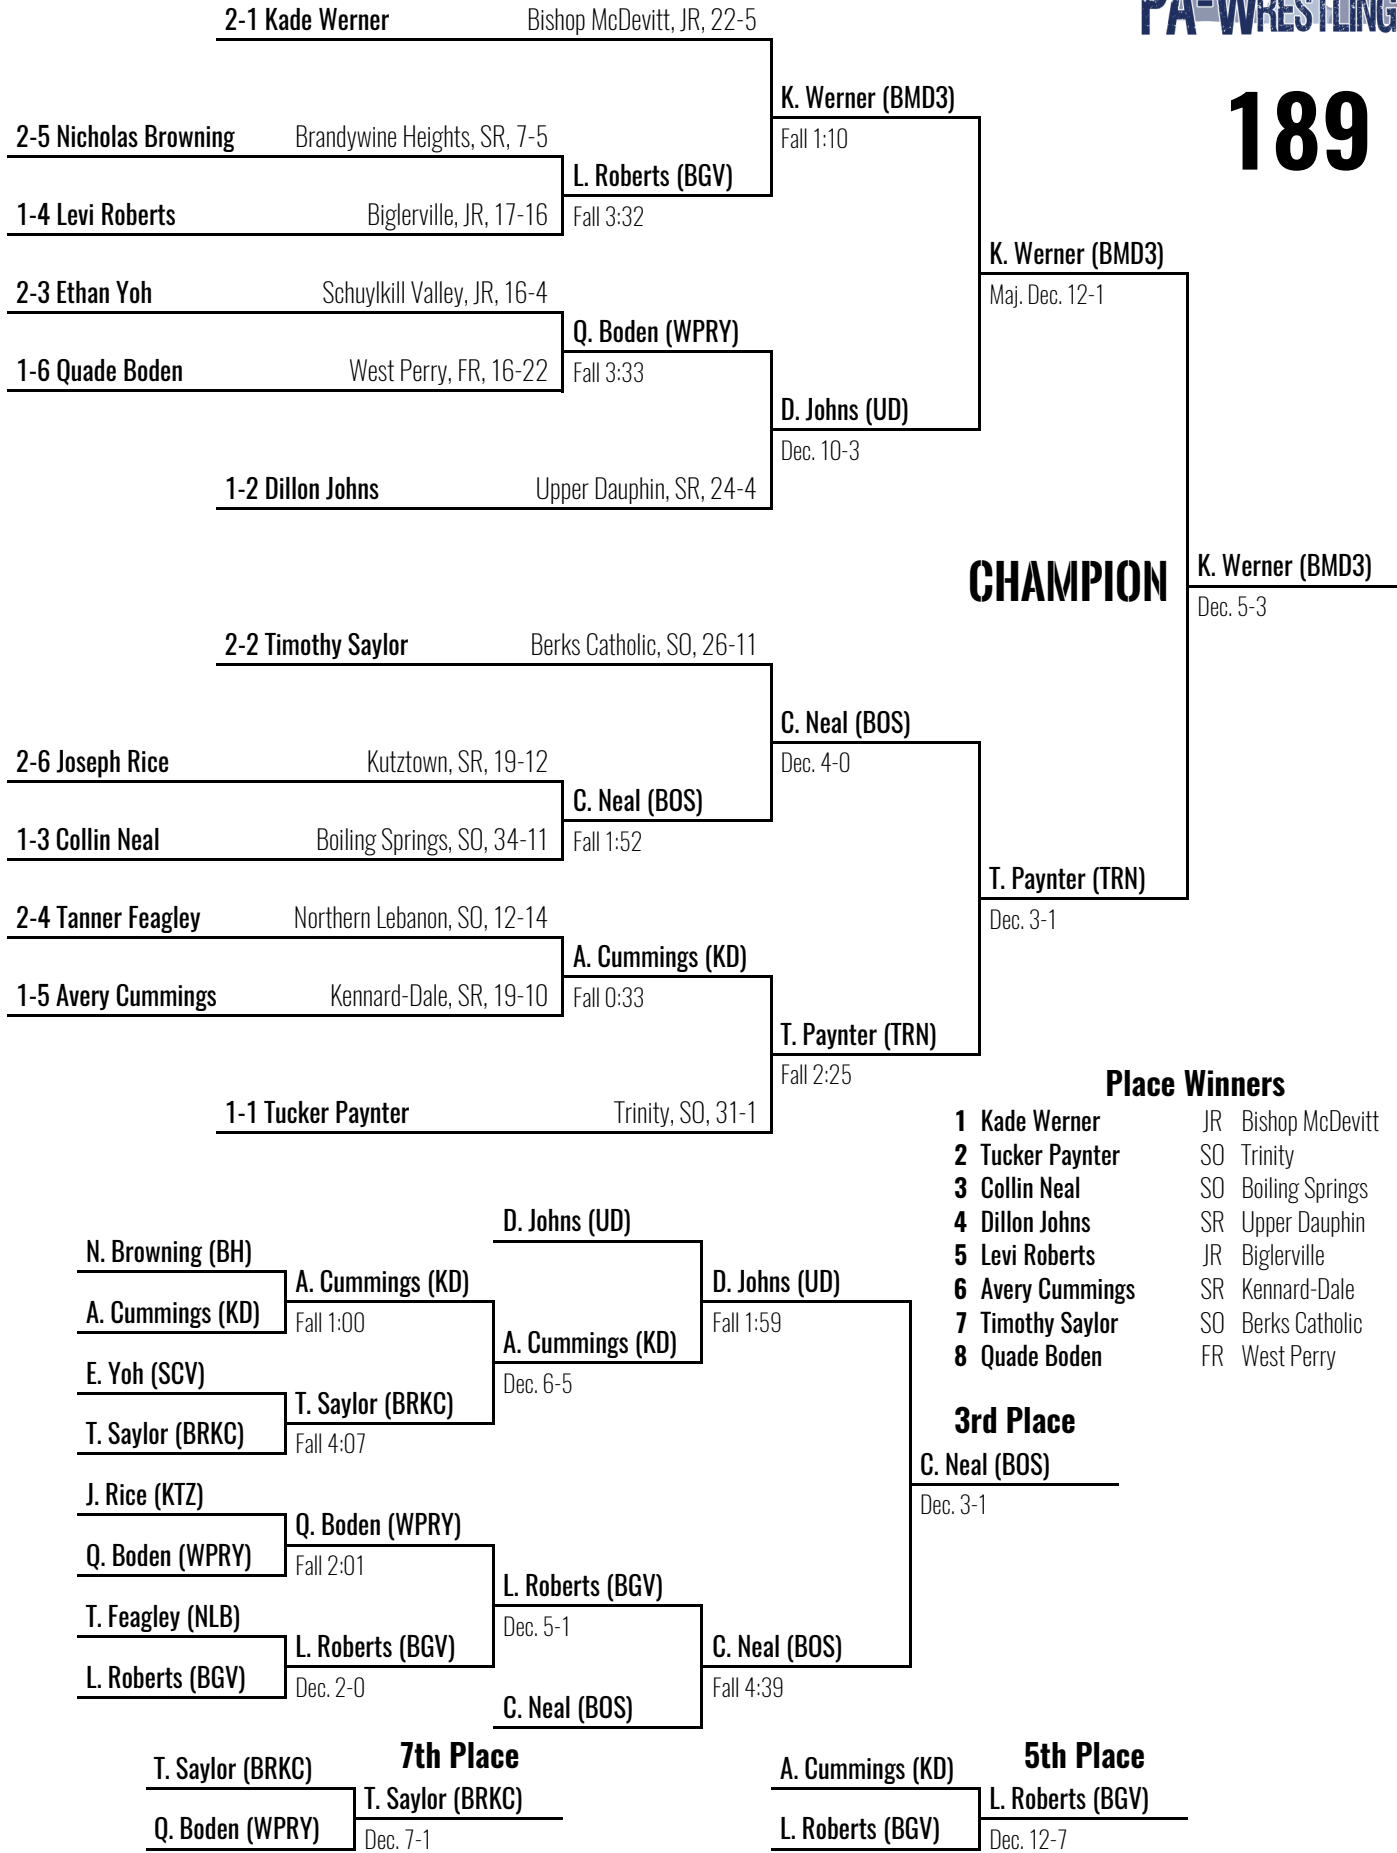 2-1 Kade Werner Bishop McDevitt, JR, 22-5
PA-WRESTLING
189
K. Werner (BMD3)
Fall 1:10
2-5 Nicholas Browning Brandywine Heights, SR, 7-5
L. Roberts (BGV)
Fall 3:32
1-4 Levi Roberts Biglerville, JR, 17-16
K. Werner (BMD3)
Maj. Dec. 12-1
2-3 Ethan Yoh Schuylkill Valley, JR, 16-4
Q. Boden (WPRY)
Fall 3:33
1-6 Quade Boden West Perry, FR, 16-22
D. Johns (UD)
Dec. 10-3
1-2 Dillon Johns Upper Dauphin, SR, 24-4
CHAMPION
K. Werner (BMD3)
Dec. 5-3
2-2 Timothy Saylor Berks Catholic, SO, 26-11
C. Neal (BOS)
Dec. 4-0
2-6 Joseph Rice Kutztown, SR, 19-12
C. Neal (BOS)
Fall 1:52
1-3 Collin Neal Boiling Springs, SO, 34-11
T. Paynter (TRN)
Dec. 3-1
2-4 Tanner Feagley Northern Lebanon, SO, 12-14
A. Cummings (KD)
Fall 0:33
1-5 Avery Cummings Kennard-Dale, SR, 19-10
T. Paynter (TRN)
Fall 2:25
1-1 Tucker Paynter Trinity, SO, 31-1
Place Winners
1 Kade Werner JR Bishop McDevitt
2 Tucker Paynter SO Trinity
3 Collin Neal SO Boiling Springs
4 Dillon Johns SR Upper Dauphin
5 Levi Roberts JR Biglerville
6 Avery Cummings SR Kennard-Dale
7 Timothy Saylor SO Berks Catholic
8 Quade Boden FR West Perry
D. Johns (UD)
N. Browning (BH)
A. Cummings (KD)
Fall 1:00
A. Cummings (KD)
D. Johns (UD)
Fall 1:59
A. Cummings (KD)
Dec. 6-5
E. Yoh (SCV)
T. Saylor (BRKC)
Fall 4:07
T. Saylor (BRKC)
3rd Place
C. Neal (BOS)
Dec. 3-1
J. Rice (KTZ)
Q. Boden (WPRY)
Fall 2:01
Q. Boden (WPRY)
L. Roberts (BGV)
Dec. 5-1
T. Feagley (NLB)
L. Roberts (BGV)
Dec. 2-0
L. Roberts (BGV)
C. Neal (BOS)
Fall 4:39
C. Neal (BOS)
7th Place
T. Saylor (BRKC)
T. Saylor (BRKC)
Q. Boden (WPRY)
Dec. 7-1
5th Place
A. Cummings (KD)
L. Roberts (BGV)
L. Roberts (BGV)
Dec. 12-7